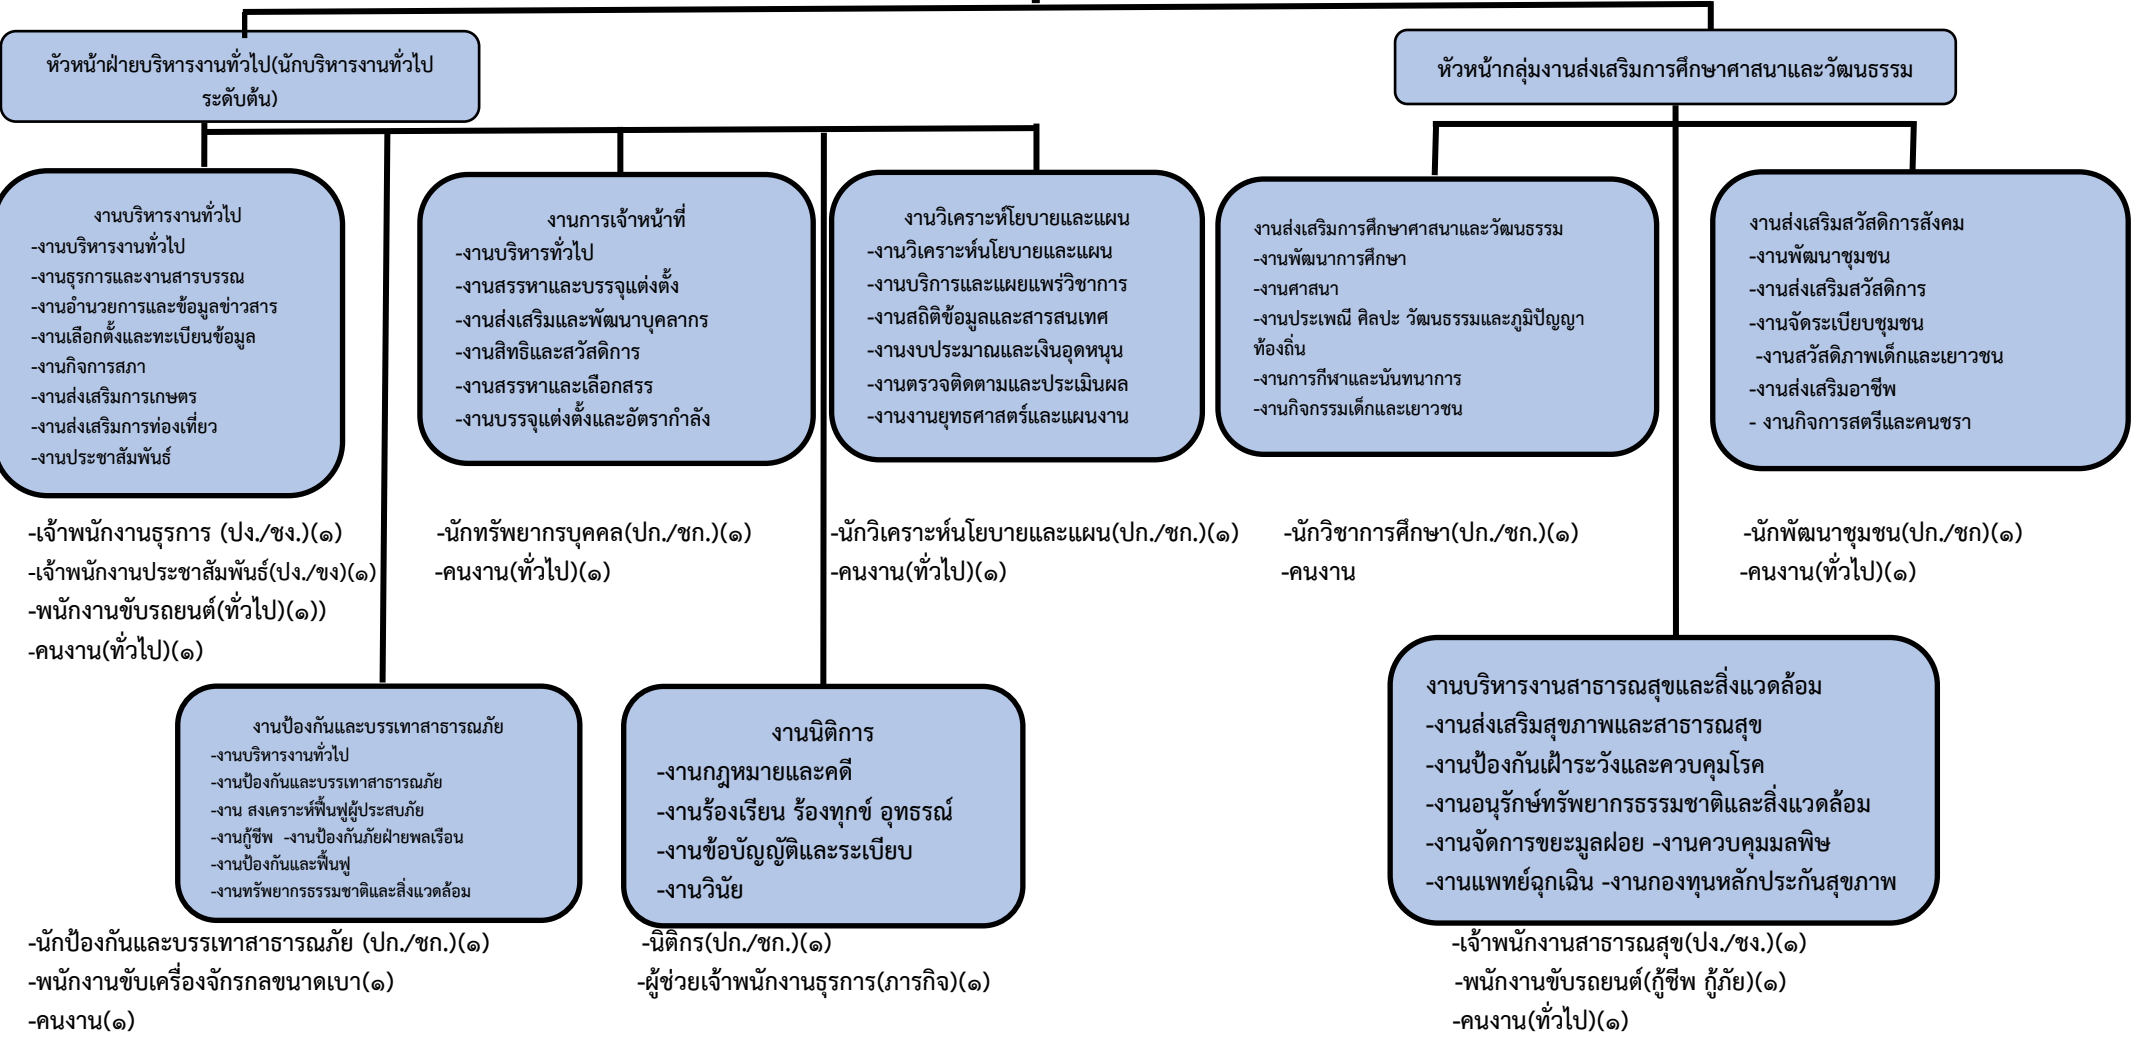 หัวหน้าฝ่ายบริหารงานทั่วไป(นักบริหารงานทั่วไป
ระดับต้น)
หัวหน้ากลุ่มงานส่งเสริมการศึกษาศาสนาและวัฒนธรรม
งานบริหารงานทั่วไป
-งานบริหารงานทั่วไป
-งานธุรการและงานสารบรรณ
-งานอำนวยการและข้อมูลข่าวสาร
-งานเลือกตั้งและทะเบียนข้อมูล
-งานกิจการสภา
-งานส่งเสริมการเกษตร
-งานส่งเสริมการท่องเที่ยว
-งานประชาสัมพันธ์
งานการเจ้าหน้าที่
-งานบริหารทั่วไป
-งานสรรหาและบรรจุแต่งตั้ง
-งานส่งเสริมและพัฒนาบุคลากร
-งานสิทธิและสวัสดิการ
-งานสรรหาและเลือกสรร
-งานบรรจุแต่งตั้งและอัตรากำลัง
งานวิเคราะห์โยบายและแผน
-งานวิเคราะห์นโยบายและแผน
-งานบริการและแผยแพร่วิชาการ
-งานสถิติข้อมูลและสารสนเทศ
-งานงบประมาณและเงินอุดหนุน
-งานตรวจติดตามและประเมินผล
-งานงานยุทธศาสตร์และแผนงาน
งานส่งเสริมการศึกษาศาสนาและวัฒนธรรม
-งานพัฒนาการศึกษา
-งานศาสนา
-งานประเพณี ศิลปะ วัฒนธรรมและภูมิปัญญา
ท้องถิ่น
-งานการกีฬาและนันทนาการ
-งานกิจกรรมเด็กและเยาวชน
งานส่งเสริมสวัสดิการสังคม
-งานพัฒนาชุมชน
-งานส่งเสริมสวัสดิการ
-งานจัดระเบียบชุมชน
-งานสวัสดิภาพเด็กและเยาวชน
-งานส่งเสริมอาชีพ
- งานกิจการสตรีและคนชรา
-เจ้าพนักงานธุรการ (ปง./ชง.)(๑)
-เจ้าพนักงานประชาสัมพันธ์(ปง./ขง)(๑)
-พนักงานขับรถยนต์(ทั่วไป)(๑))
-คนงาน(ทั่วไป)(๑)
-นักทรัพยากรบุคคล(ปก./ชก.)(๑)
-คนงาน(ทั่วไป)(๑)
-นักวิเคราะห์นโยบายและแผน(ปก./ชก.)(๑)
-คนงาน(ทั่วไป)(๑)
-นักวิชาการศึกษา(ปก./ชก.)(๑)
-คนงาน
-นักพัฒนาชุมชน(ปก./ชก)(๑)
-คนงาน(ทั่วไป)(๑)
งานป้องกันและบรรเทาสาธารณภัย
-งานบริหารงานทั่วไป
-งานป้องกันและบรรเทาสาธารณภัย
-งาน สงเคราะห์ฟื้นฟูผู้ประสบภัย
-งานกู้ชีพ  -งานป้องกันภัยฝ่ายพลเรือน
-งานป้องกันและฟื้นฟู
-งานทรัพยากรธรรมชาติและสิ่งแวดล้อม
งานนิติการ
-งานกฎหมายและคดี
-งานร้องเรียน ร้องทุกข์ อุทธรณ์
-งานข้อบัญญัติและระเบียบ
-งานวินัย
งานบริหารงานสาธารณสุขและสิ่งแวดล้อม
-งานส่งเสริมสุขภาพและสาธารณสุข
-งานป้องกันเฝ้าระวังและควบคุมโรค
-งานอนุรักษ์ทรัพยากรธรรมชาติและสิ่งแวดล้อม
-งานจัดการขยะมูลฝอย -งานควบคุมมลพิษ
-งานแพทย์ฉุกเฉิน -งานกองทุนหลักประกันสุขภาพ
-นักป้องกันและบรรเทาสาธารณภัย (ปก./ชก.)(๑)
-พนักงานขับเครื่องจักรกลขนาดเบา(๑)
-คนงาน(๑)
-นิติกร(ปก./ชก.)(๑)
-ผู้ช่วยเจ้าพนักงานธุรการ(ภารกิจ)(๑)
-เจ้าพนักงานสาธารณสุข(ปง./ชง.)(๑)
-พนักงานขับรถยนต์(กู้ชีพ กู้ภัย)(๑)
-คนงาน(ทั่วไป)(๑)